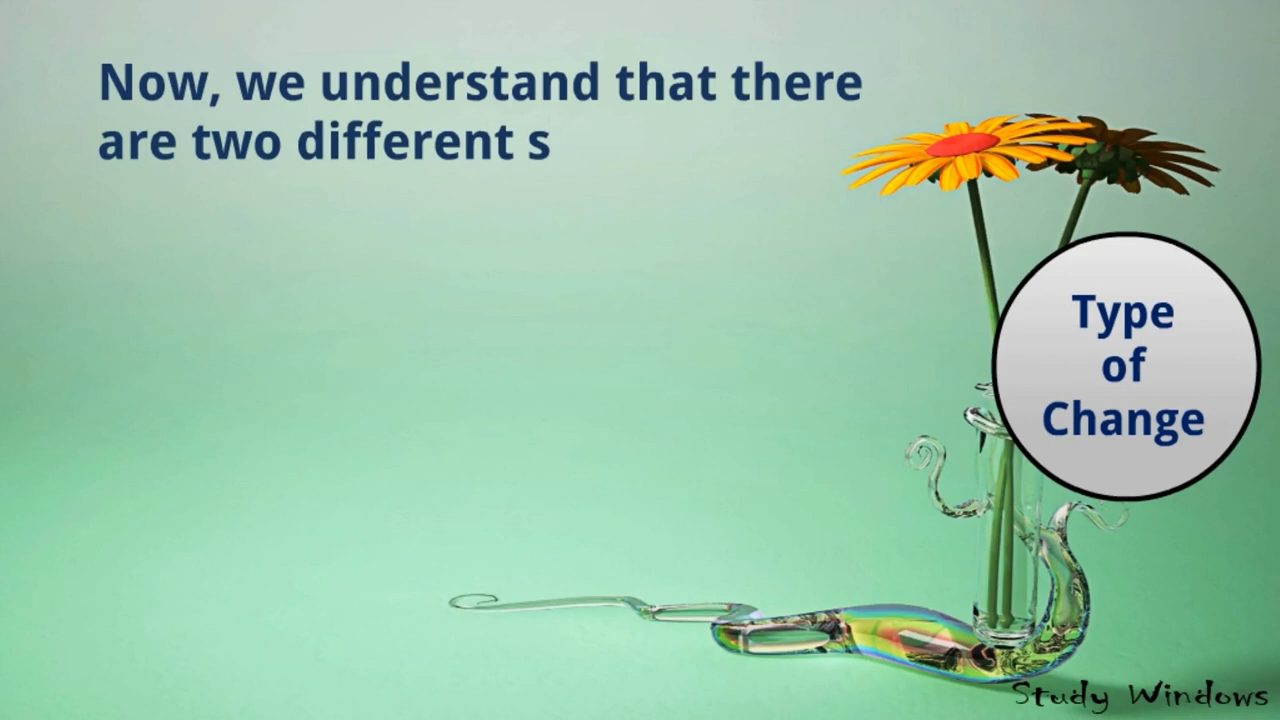 Now, we understand that there
are two different s
Type
of
Change
Study Windows